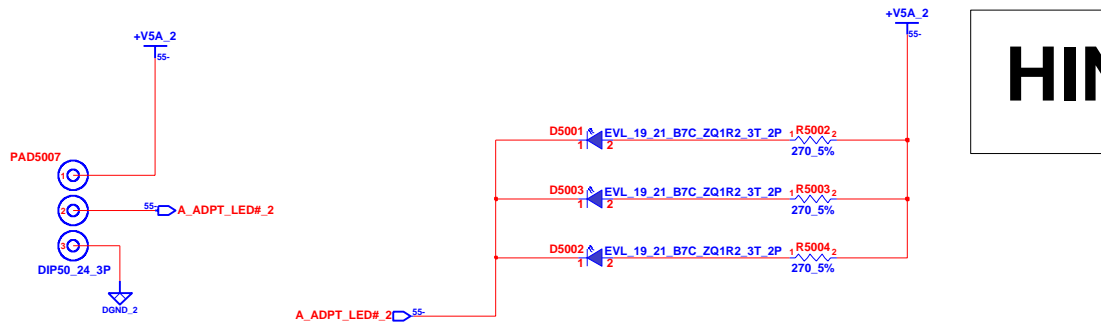 +V5A_2
55-
PAD5007
1
2
55-
A_ADPT_LED#_2
3
DIP50_24_3P
DGND_2
+V5A_2
55-
D5001
EVL_19_21_B7C_ZQ1R2_3T_2P
1
2
1
R5002
2
270_5%
D5003
EVL_19_21_B7C_ZQ1R2_3T_2P
1
2
1
R5003
2
270_5%
D5002
EVL_19_21_B7C_ZQ1R2_3T_2P
1
2
1
R5004
2
270_5%
A_ADPT_LED#_2
55-